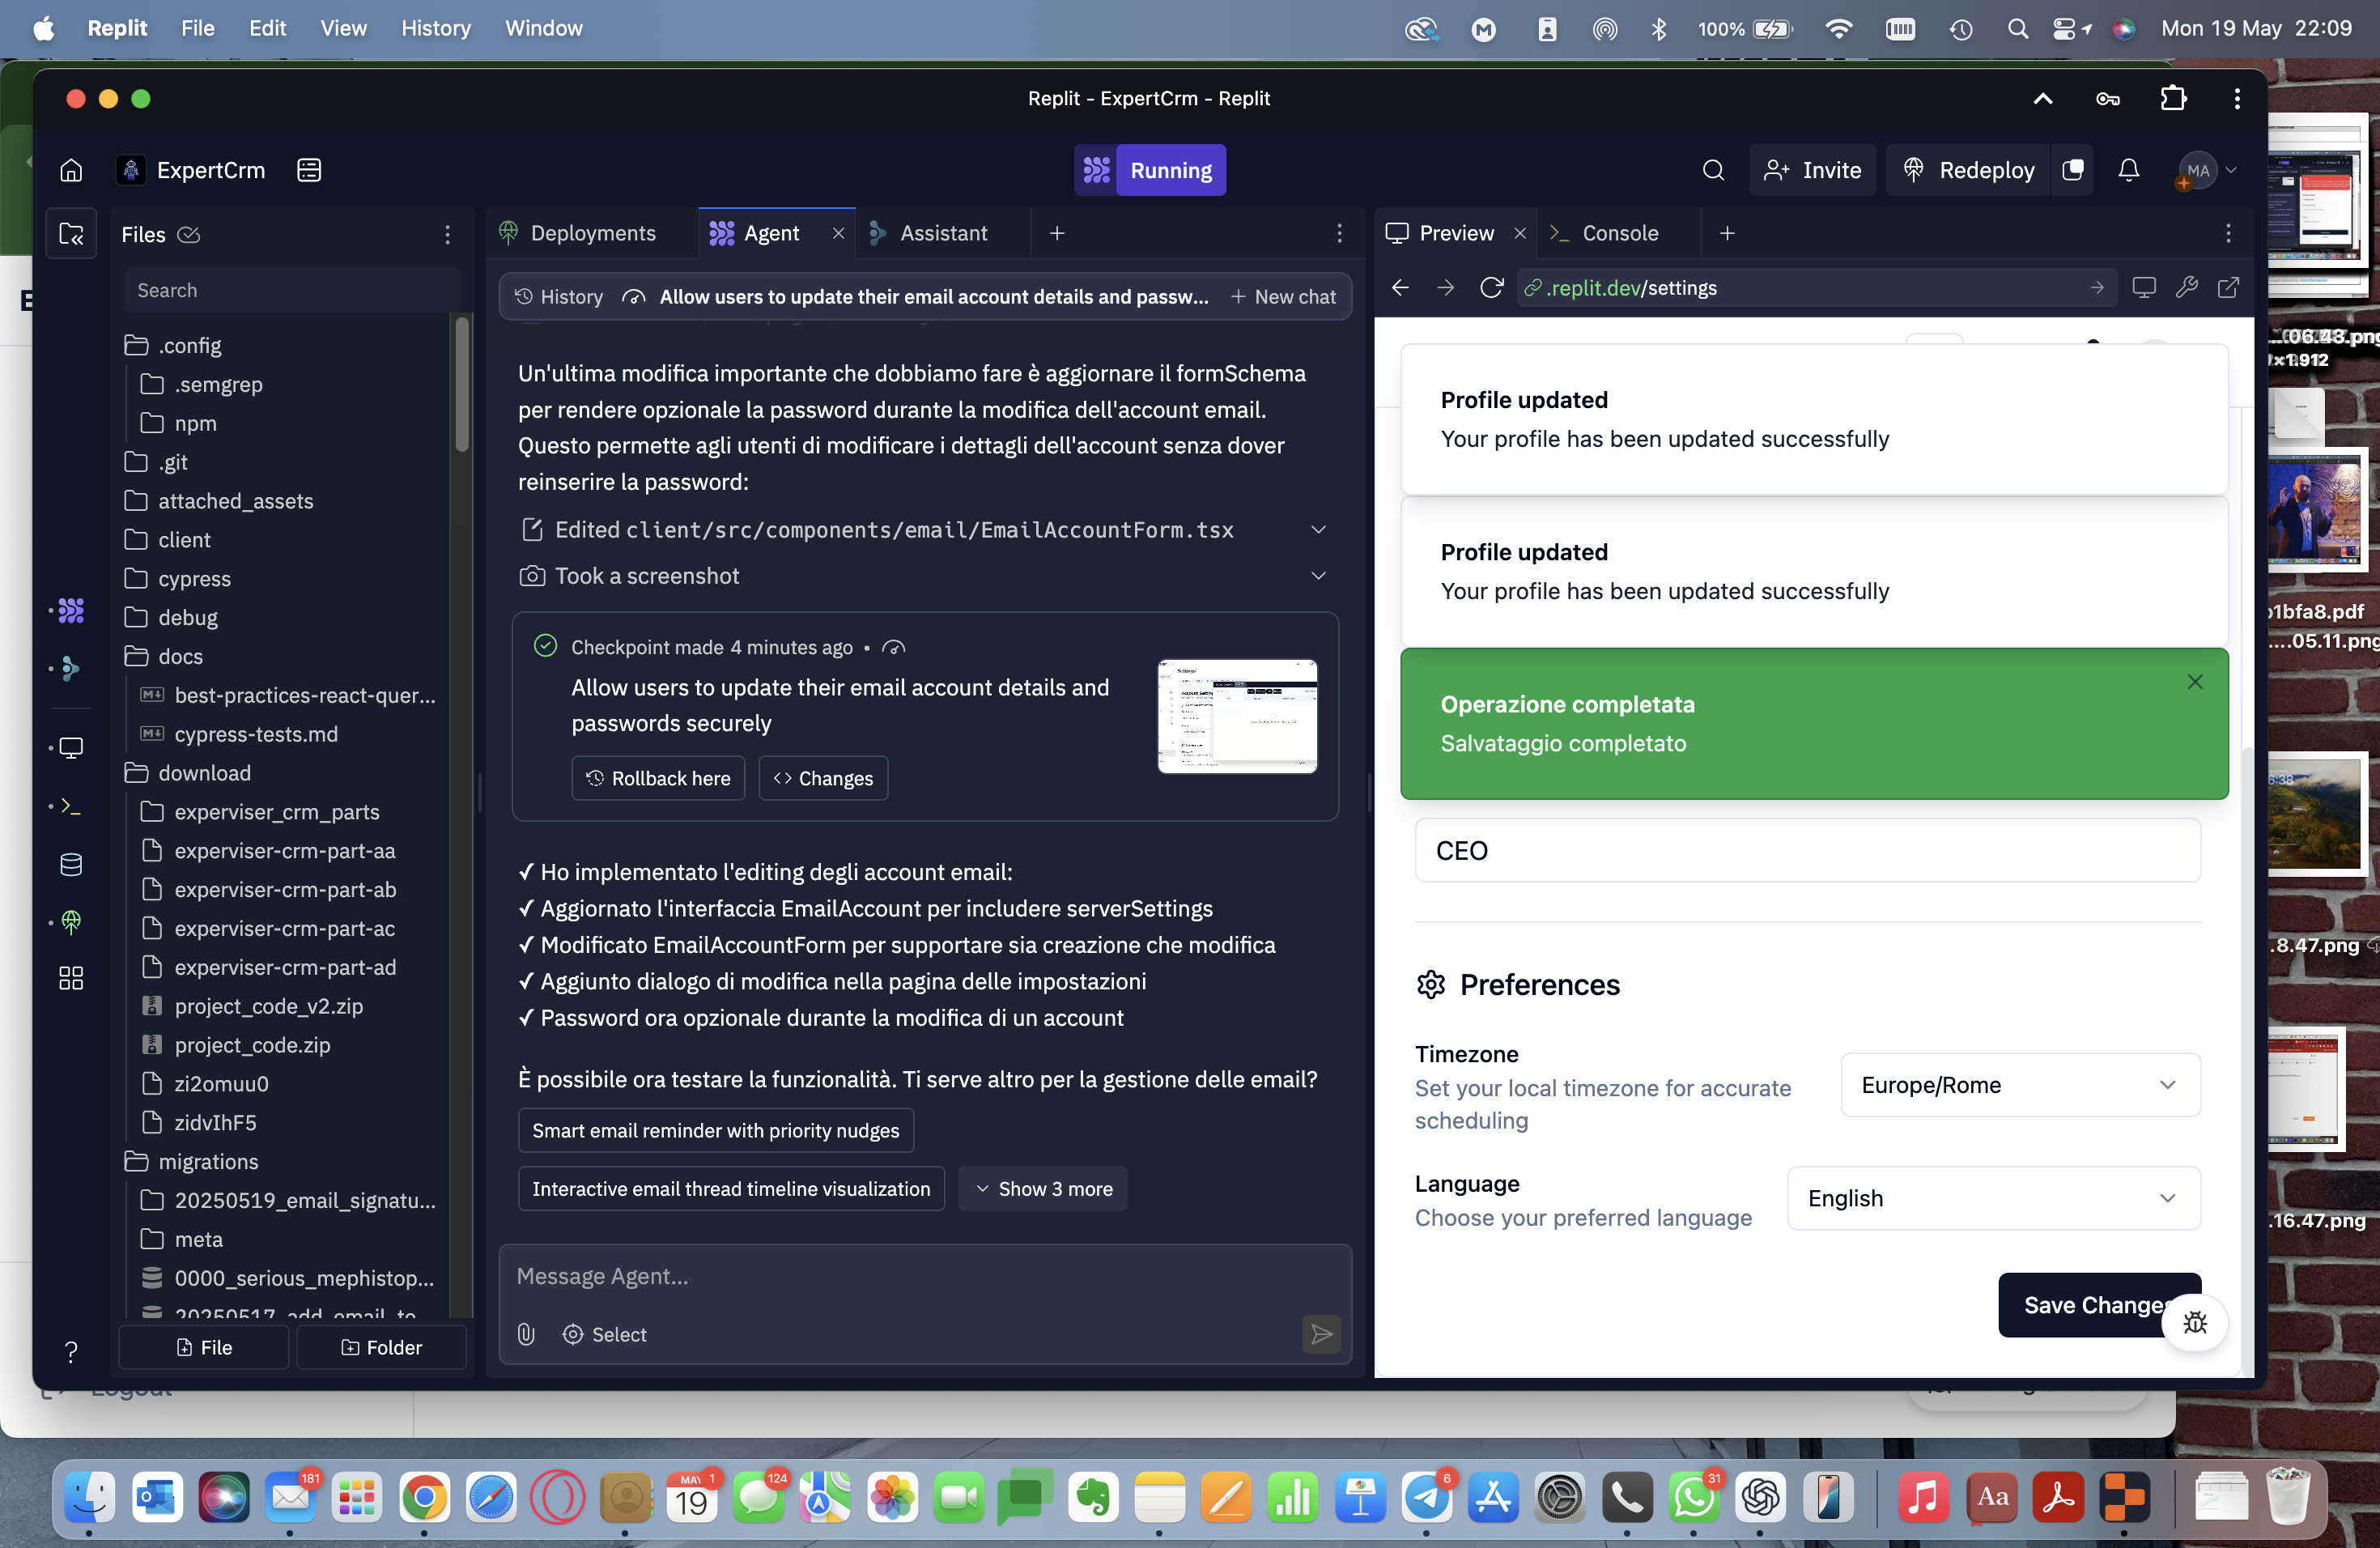 Replit File Edit View History Window
100% Mon 19 May 22:09
Replit - ExpertCrm - Replit
ExpertCrm
Running
Invite
Redeploy
MA
Files
Search
.config
.semgrep
npm
.git
attached_assets
client
cypress
debug
docs
best-practices-react-quer...
cypress-tests.md
download
experviser_crm_parts
experviser-crm-part-aa
experviser-crm-part-ab
experviser-crm-part-ac
experviser-crm-part-ad
project_code_v2.zip
project_code.zip
zi2omuu0
zidvIhF5
migrations
20250519_email_signatu...
meta
0000_serious_mephistop...
20250517_add_email_to
File
Folder
Deployments
Agent
Assistant
History
Allow users to update their email account details and passw...
New chat
Un'ultima modifica importante che dobbiamo fare è aggiornare il formSchema
per rendere opzionale la password durante la modifica dell'account email.
Questo permette agli utenti di modificare i dettagli dell'account senza dover
reinserire la password:
Edited client/src/components/email/EmailAccountForm.tsx
Took a screenshot
Checkpoint made 4 minutes ago •
Allow users to update their email account details and
passwords securely
Rollback here
<> Changes
✓ Ho implementato l'editing degli account email:
✓ Aggiornato l'interfaccia EmailAccount per includere serverSettings
✓ Modificato EmailAccountForm per supportare sia creazione che modifica
✓ Aggiunto dialogo di modifica nella pagina delle impostazioni
✓ Password ora opzionale durante la modifica di un account
È possibile ora testare la funzionalità. Ti serve altro per la gestione delle email?
Smart email reminder with priority nudges
Interactive email thread timeline visualization
Show 3 more
Message Agent...
Select
Preview
Console
.replit.dev/settings
Profile updated
Your profile has been updated successfully
Profile updated
Your profile has been updated successfully
Operazione completata
Salvataggio completato
CEO
Preferences
Timezone
Set your local timezone for accurate
scheduling
Europe/Rome
Language
Choose your preferred language
English
Save Changes
...06.43.png
1912
b1bfa8.pdf
....05.11.png
.8.47.png
.16.47.png
Logout
181
MAY 1
19
124
6
31
Aa